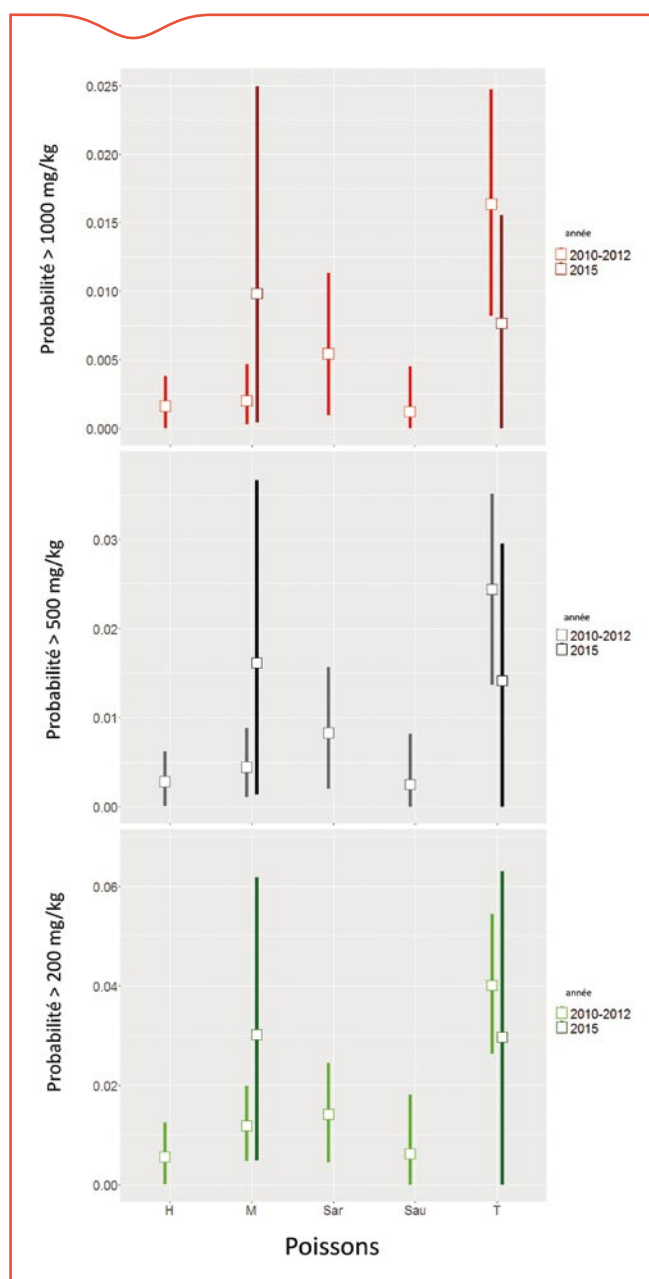 0.025
0.020
0.015
0.010
0.005
0.000
Probabilité > 1000 mg/kg
année
2010-2012
2015
0.03
0.02
0.01
0.00
Probabilité > 500 mg/kg
année
2010-2012
2015
0.06
0.04
0.02
0.00
Probabilité > 200 mg/kg
année
2010-2012
2015
H M Sar Sau T
Poissons